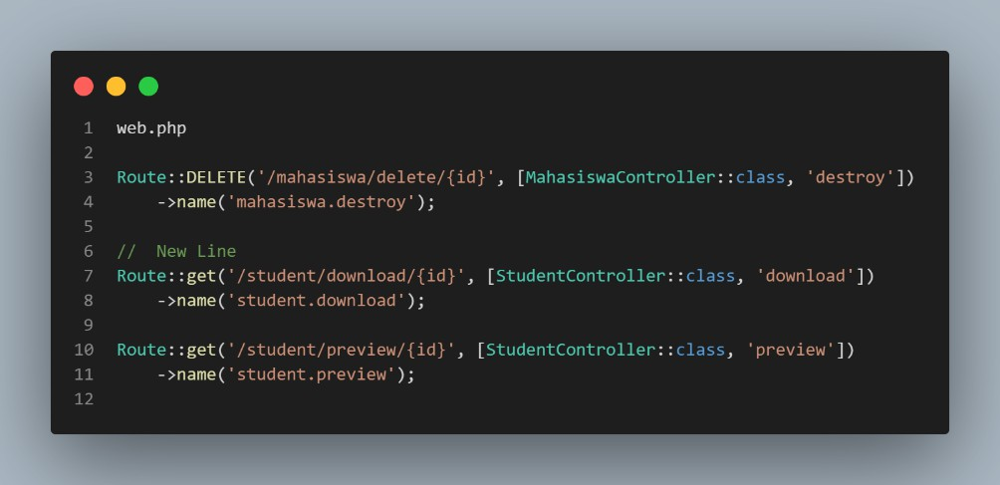 1 web.php
2
3 Route::DELETE('/mahasiswa/delete/{id}', [MahasiswaController::class, 'destroy'])
4     ->name('mahasiswa.destroy');
5
6 //  New Line
7 Route::get('/student/download/{id}', [StudentController::class, 'download'])
8     ->name('student.download');
9
10 Route::get('/student/preview/{id}', [StudentController::class, 'preview'])
11     ->name('student.preview');
12